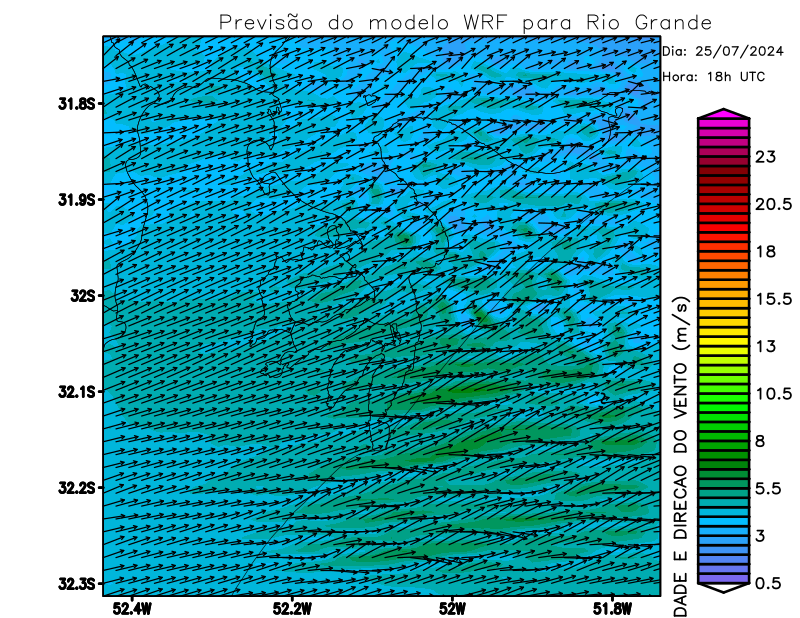 Previsão do modelo WRF para Rio Grande
Dia: 25/07/2024
Hora: 18h UTC
31.8S
31.9S
32S
32.1S
32.2S
32.3S
52.4W
52.2W
52W
51.8W
23
20.5
18
15.5
13
10.5
8
5.5
3
0.5
DADE E DIRECAO DO VENTO (m/s)